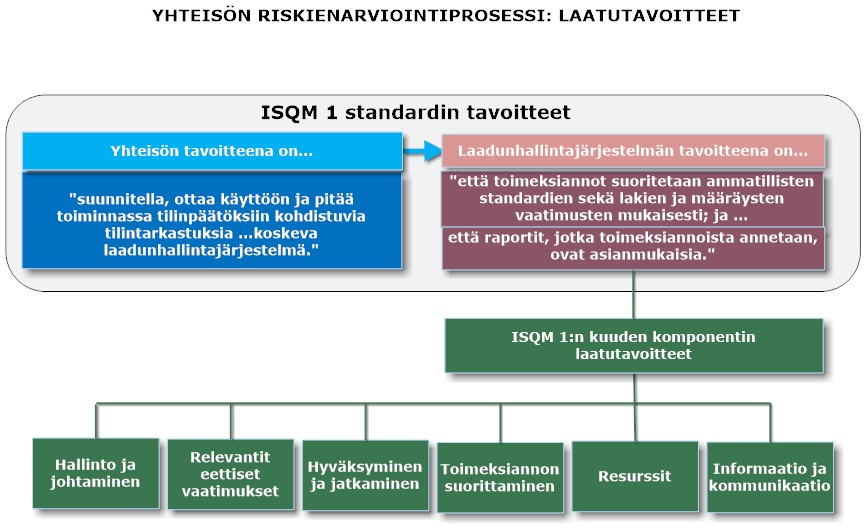 YHTEISÖN RISKIENARVIOINTIPROSESSI: LAATUTAVOITTEET
ISQM 1 standardin tavoitteet
Yhteisön tavoitteena on...
"suunnitella, ottaa käyttöön ja pitää
toiminnassa tilinpäätöksiin kohdistuvia
tilintarkastuksia ...koskeva
laadunhallintajärjestelmä."
Laadunhallintajärjestelmän tavoitteena on...
"että toimeksiannot suoritetaan ammatillisten
standardien sekä lakien ja määräysten
vaatimusten mukaisesti; ja ...
että raportit, jotka toimeksiannoista annetaan,
ovat asianmukaisia."
ISQM 1:n kuuden komponentin
laatutavoitteet
Hallinto ja
johtaminen
Relevantit
eettiset
vaatimukset
Hyväksyminen
ja jatkaminen
Toimeksiannon
suorittaminen
Resurssit
Informaatio ja
kommunikaatio